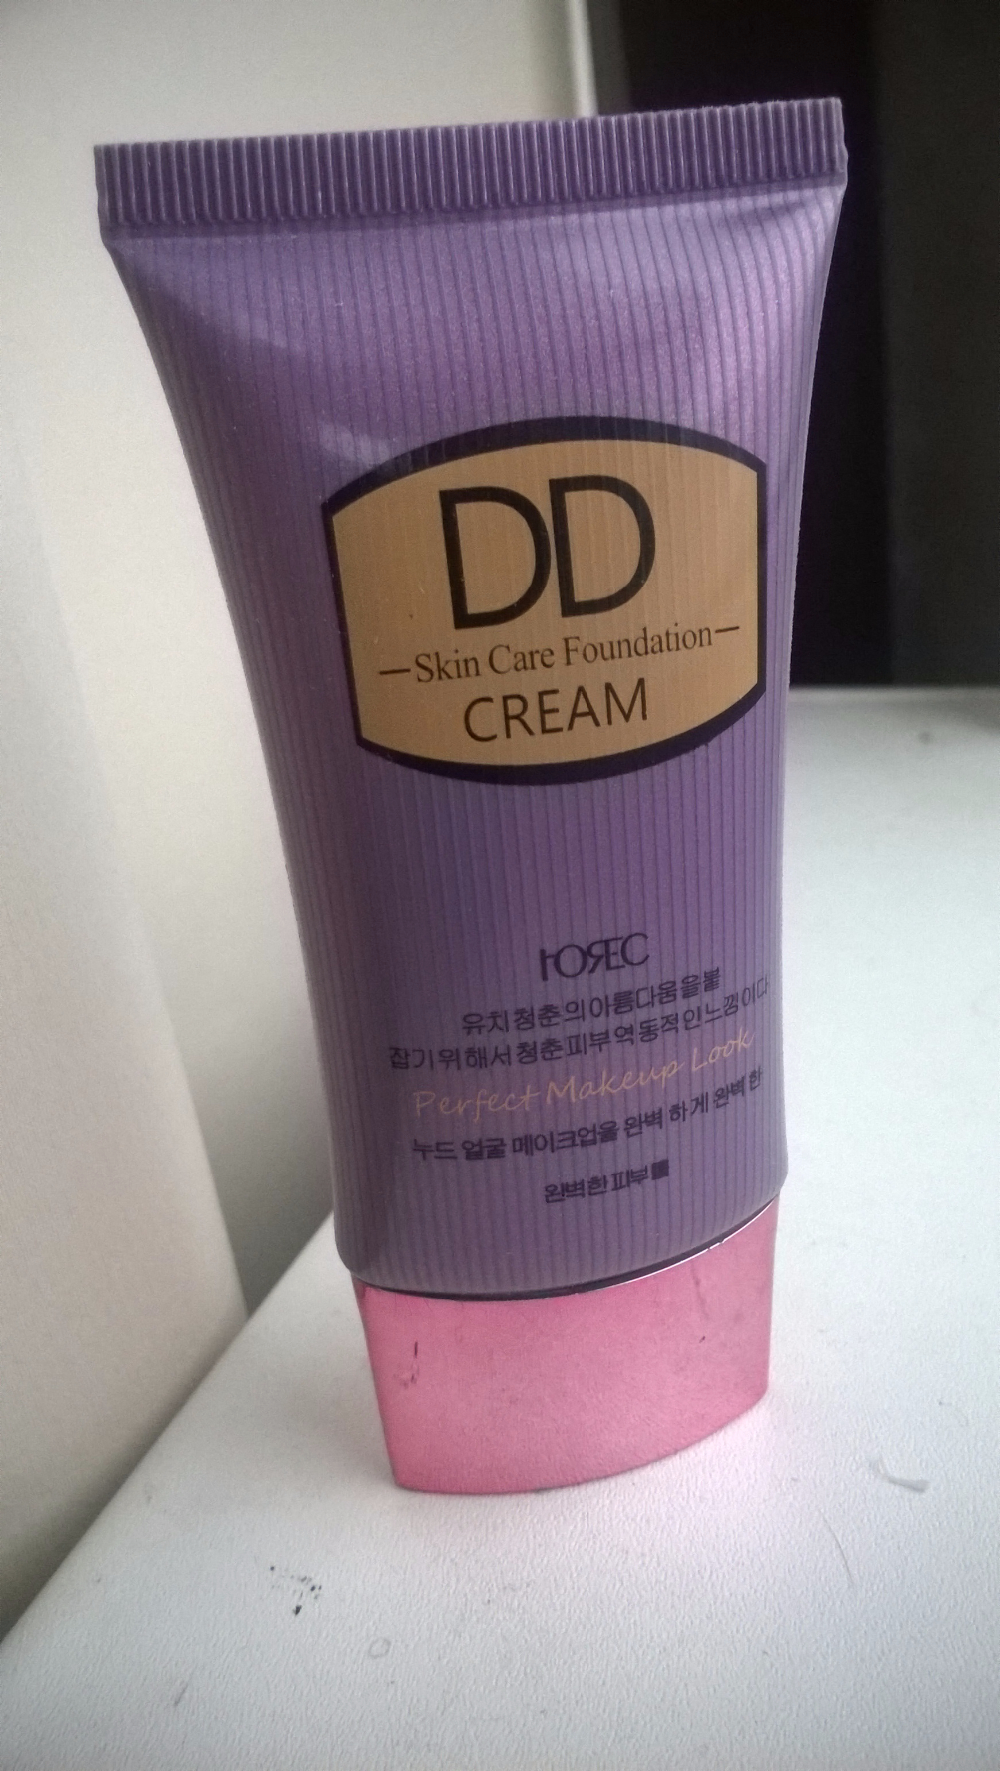 DD
Skin Care Foundation
CREAM
HOREC
유치청춘의아름다움을붙
잡기위해서청춘피부역동적인느낌이다
Perfect Makeup Look
누드 얼굴 메이크업을 완벽 하게 완벽 한
완벽한피부를